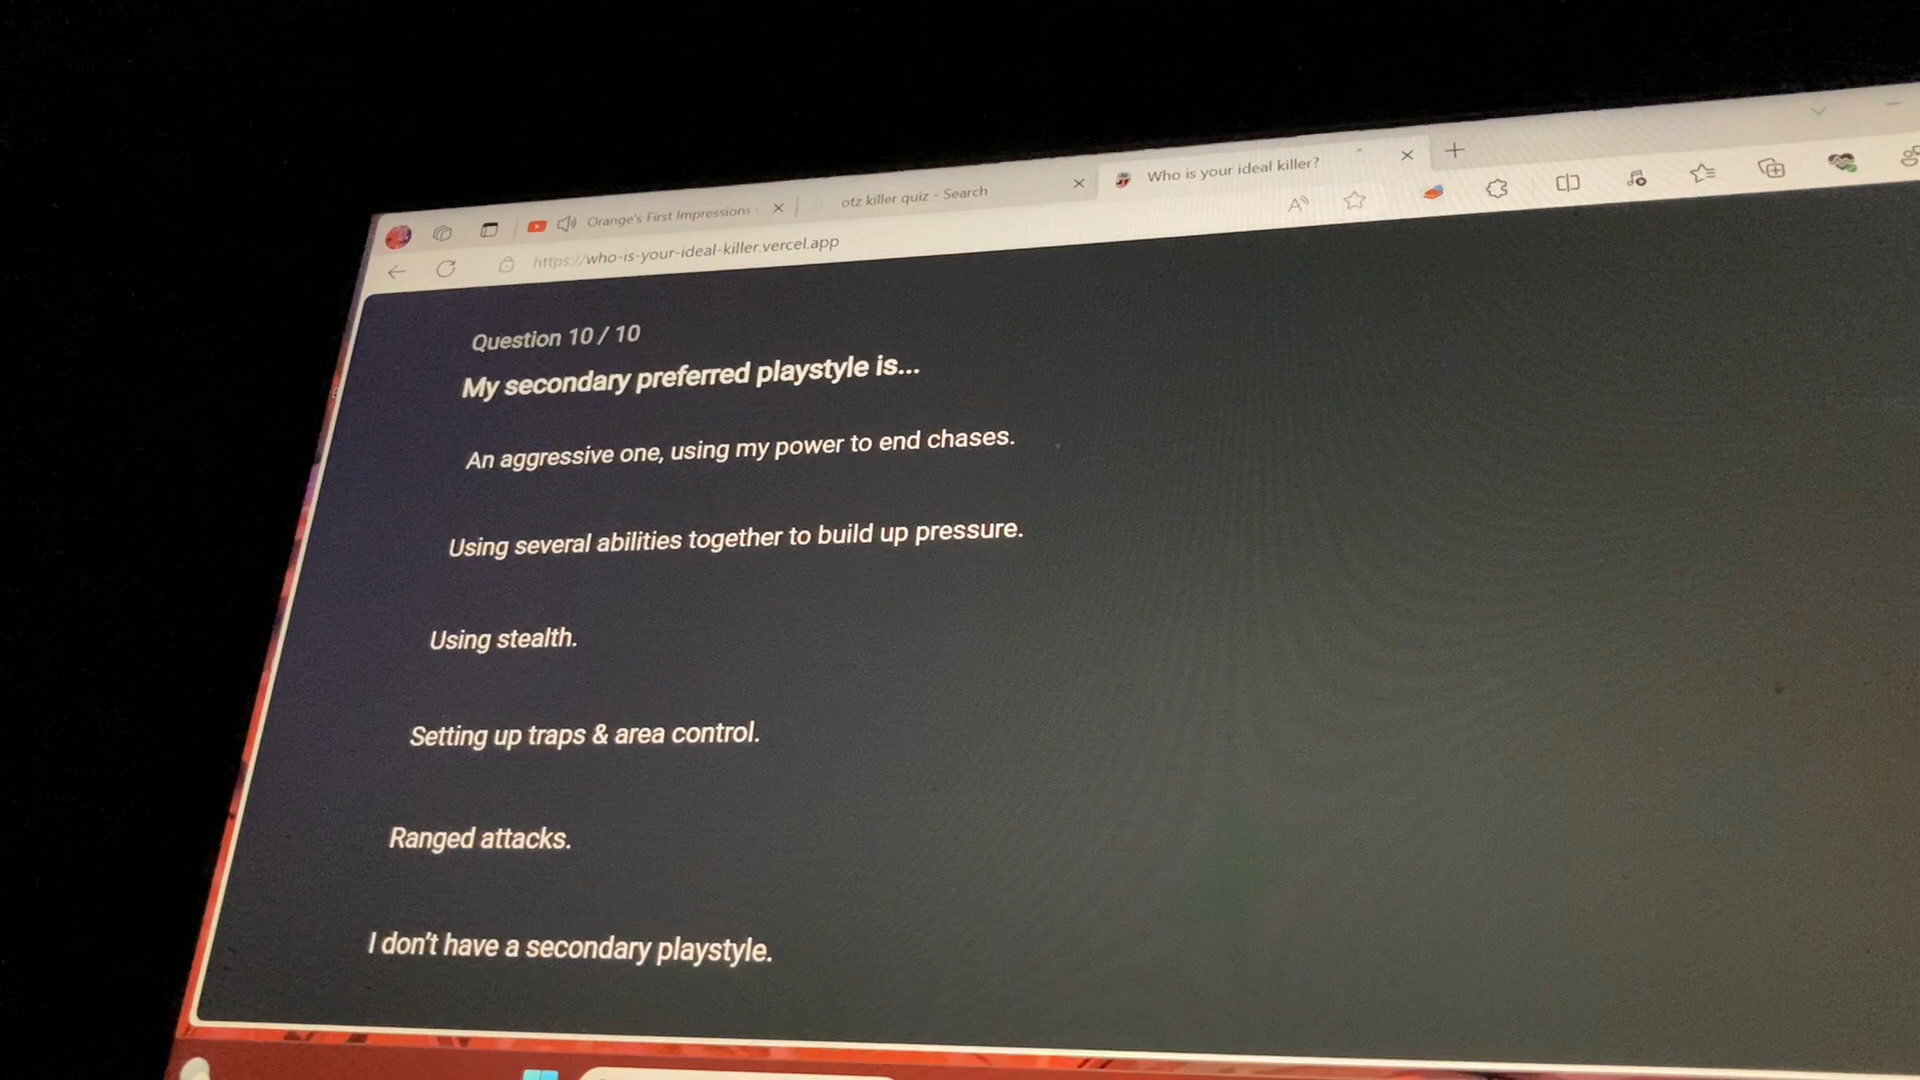 Orange's First Impressions
otz killer quiz - Search
Who is your ideal killer?
https://who-is-your-ideal-killer.vercel.app
Question 10 / 10
My secondary preferred playstyle is...
An aggressive one, using my power to end chases.
Using several abilities together to build up pressure.
Using stealth.
Setting up traps & area control.
Ranged attacks.
I don't have a secondary playstyle.